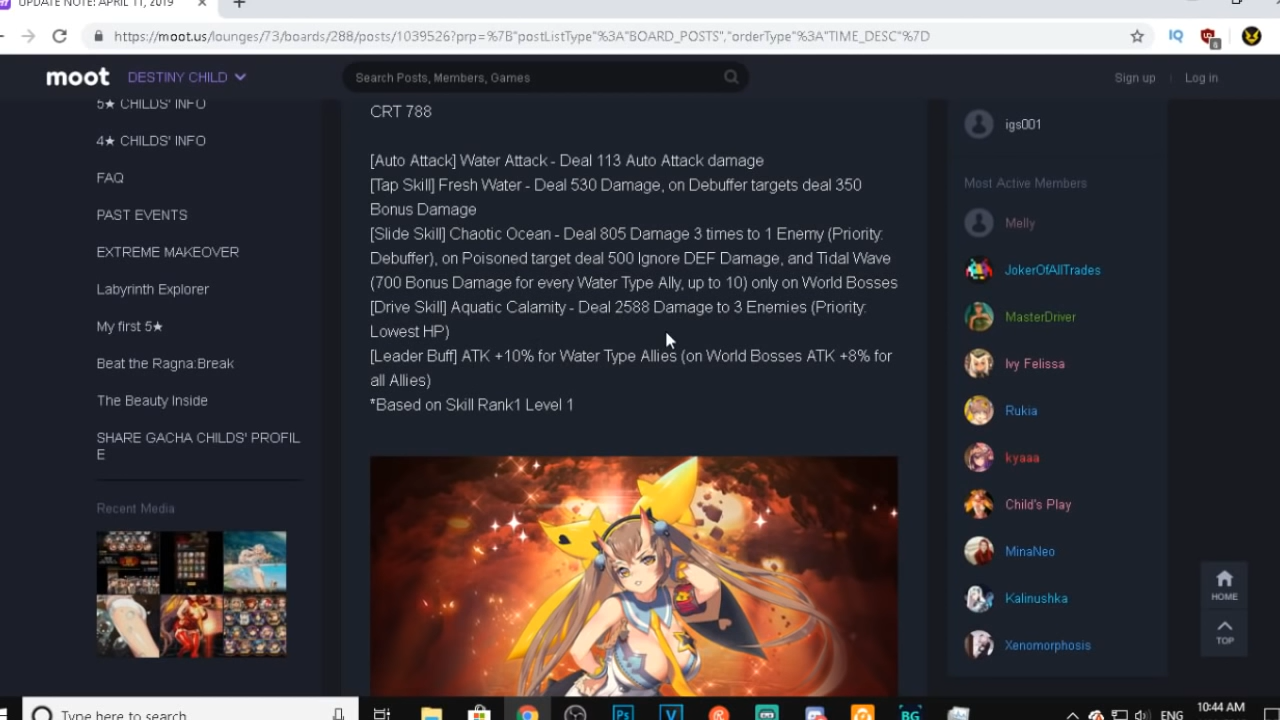 UPDATE NOTE: APRIL 11, 2019
https://moot.us/lounges/73/boards/288/posts/1039526?prp=%7B"postListType"%3A"BOARD_POSTS","orderType"%3A"TIME_DESC"%7D
IQ
6
moot
DESTINY CHILD
Search Posts, Members, Games
Sign up
Log in
5★ CHILDS' INFO
4★ CHILDS' INFO
FAQ
PAST EVENTS
EXTREME MAKEOVER
Labyrinth Explorer
My first 5★
Beat the Ragna:Break
The Beauty Inside
SHARE GACHA CHILDS' PROFIL
E
Recent Media
CRT 788
[Auto Attack] Water Attack - Deal 113 Auto Attack damage
[Tap Skill] Fresh Water - Deal 530 Damage, on Debuffer targets deal 350
Bonus Damage
[Slide Skill] Chaotic Ocean - Deal 805 Damage 3 times to 1 Enemy (Priority:
Debuffer), on Poisoned target deal 500 Ignore DEF Damage, and Tidal Wave
(700 Bonus Damage for every Water Type Ally, up to 10) only on World Bosses
[Drive Skill] Aquatic Calamity - Deal 2588 Damage to 3 Enemies (Priority:
Lowest HP)
[Leader Buff] ATK +10% for Water Type Allies (on World Bosses ATK +8% for
all Allies)
*Based on Skill Rank1 Level 1
igs001
Most Active Members
Melly
JokerOfAllTrades
MasterDriver
Ivy Felissa
Rukia
kyaaa
Child's Play
MinaNeo
Kalinushka
Xenomorphosis
HOME
TOP
Type here to search
Ps
V
BG
ENG
10:44 AM